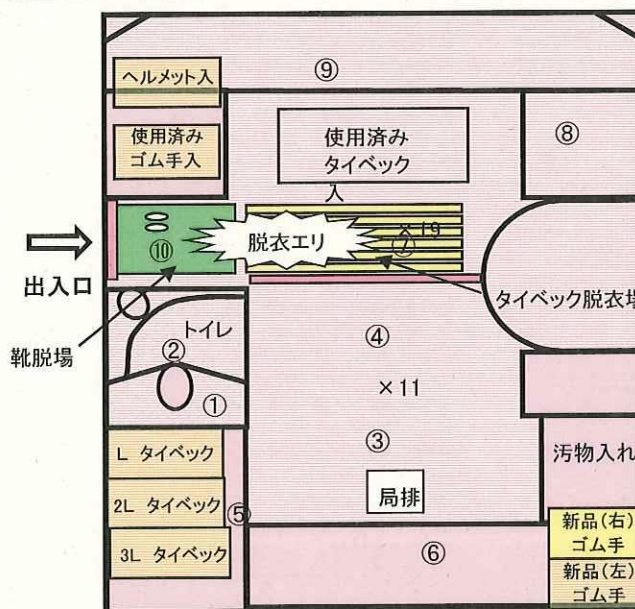 ⑨
ヘルメット入
使用済み
ゴム手入
使用済み
タイベック
入
⑧
⑩
脱衣エリ
×19
⑦
出入口
タイベック脱衣場
靴脱場
トイレ
②
①
④
×11
③
局排
L タイベック
2L タイベック
3L タイベック
⑤
⑥
汚物入れ
新品(右)
ゴム手
新品(左)
ゴム手